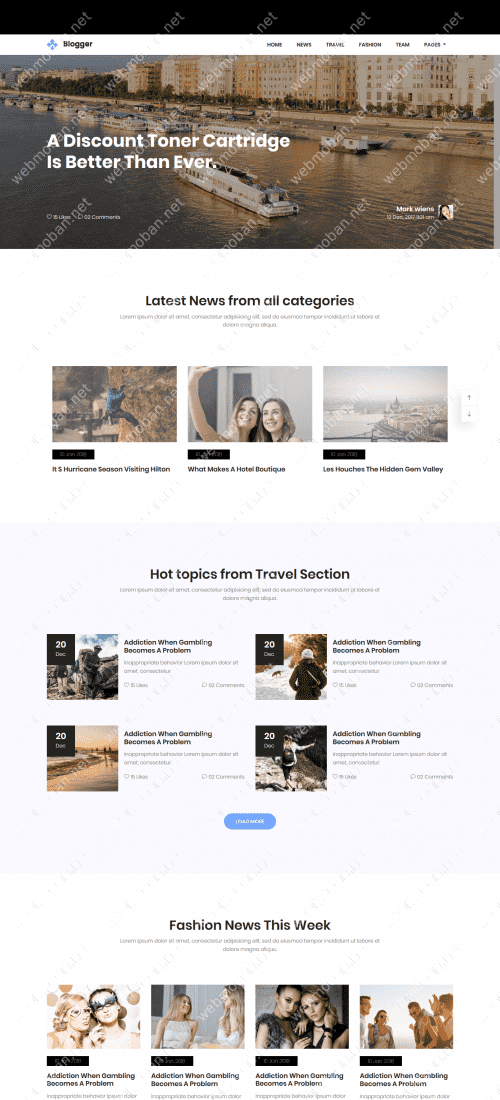 Blogger
HOME NEWS TRAVEL FASHION TEAM PAGES
A Discount Toner Cartridge
Is Better Than Ever.
Mark wiens
15 Likes 02 Comments
12 Dec, 2017 11:21 am
Latest News from all categories
Lorem ipsum dolor sit amet, consectetur adipisicing elit, sed do eiusmod tempor incididunt ut labore et
dolore magna aliqua.
10 Jan 2018 10 Jan 2018 10 Jan 2018
It S Hurricane Season Visiting Hilton What Makes A Hotel Boutique Les Houches The Hidden Gem Valley
Hot topics from Travel Section
Lorem ipsum dolor sit amet, consectetur adipisicing elit, sed do eiusmod tempor incididunt ut labore et
dolore magna aliqua.
20
Dec
Addiction When Gambling
Becomes A Problem
inappropriate behavior Lorem ipsum dolor sit
amet, consectetur
15 Likes 02 Comments
20
Dec
Addiction When Gambling
Becomes A Problem
inappropriate behavior Lorem ipsum dolor sit
amet, consectetur
15 Likes 02 Comments
20
Dec
Addiction When Gambling
Becomes A Problem
inappropriate behavior Lorem ipsum dolor sit
amet, consectetur
15 Likes 02 Comments
20
Dec
Addiction When Gambling
Becomes A Problem
inappropriate behavior Lorem ipsum dolor sit
amet, consectetur
15 Likes 02 Comments
LOAD MORE
Fashion News This Week
Lorem ipsum dolor sit amet, consectetur adipisicing elit, sed do eiusmod tempor incididunt ut labore et
dolore magna aliqua.
10 Jan 2018
Addiction When Gambling
Becomes A Problem
inappropriate behavior Lorem ipsum dolor
10 Jan 2018
Addiction When Gambling
Becomes A Problem
inappropriate behavior Lorem ipsum dolor
10 Jan 2018
Addiction When Gambling
Becomes A Problem
inappropriate behavior Lorem ipsum dolor
10 Jan 2018
Addiction When Gambling
Becomes A Problem
inappropriate behavior Lorem ipsum dolor
webmoban.net